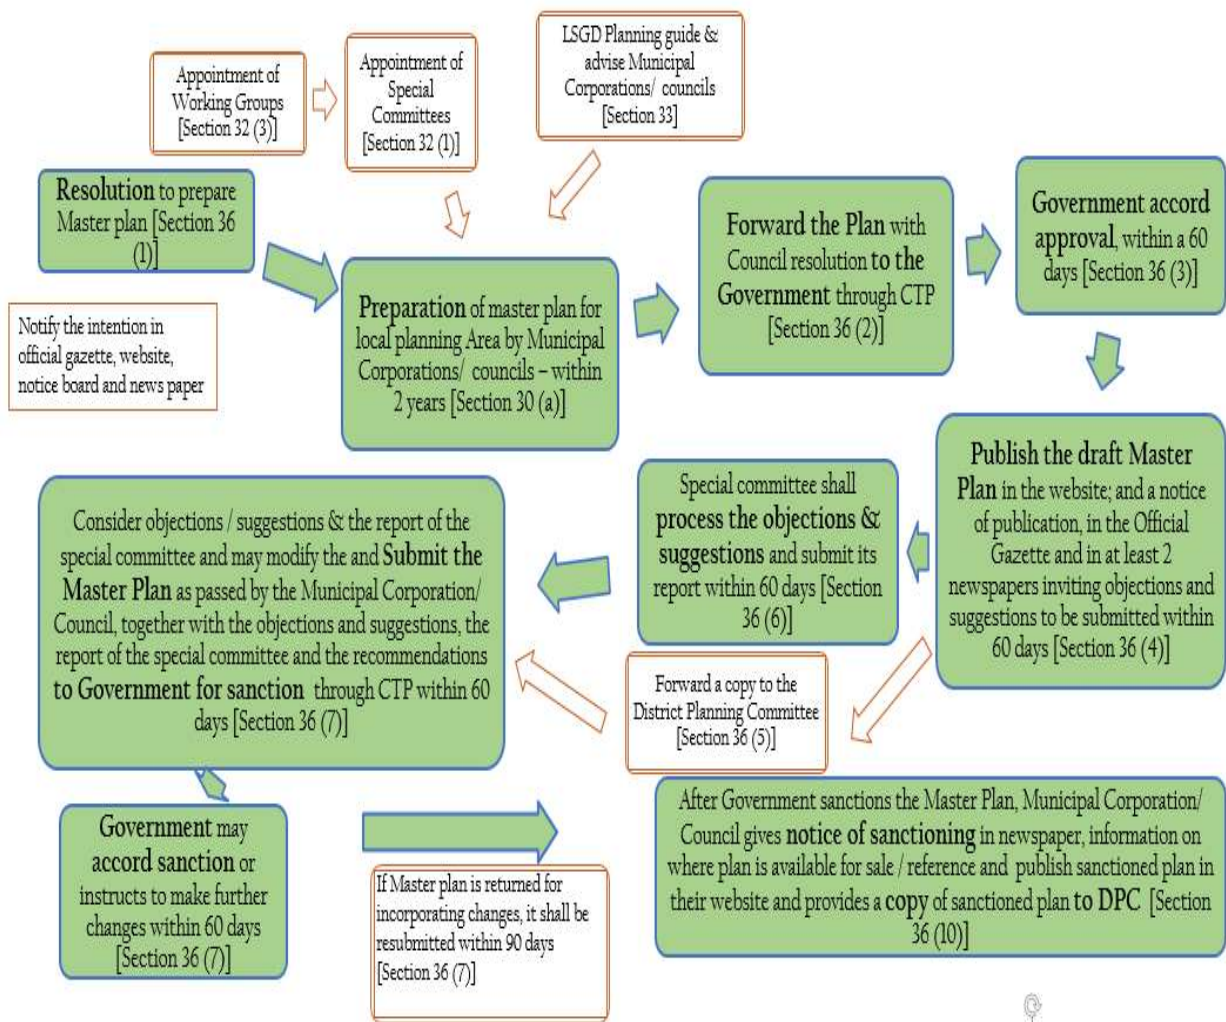 Appointment of
Working Groups
[Section 32 (3)]
Appointment of
Special
Committees
[Section 32 (1)]
LSGD Planning guide &
advise Municipal
Corporations/ councils
[Section 33]
Resolution to prepare
Master plan [Section 36
(1)]
Notify the intention in
official gazette, website,
notice board and news paper
Preparation of master plan for
local planning Area by Municipal
Corporations/ councils – within
2 years [Section 30 (a)]
Forward the Plan with
Council resolution to the
Government through CTP
[Section 36 (2)]
Government accord
approval, within a 60
days [Section 36 (3)]
Publish the draft Master
Plan in the website; and a notice
of publication, in the Official
Gazette and in at least 2
newspapers inviting objections and
suggestions to be submitted within
60 days [Section 36 (4)]
Special committee shall
process the objections &
suggestions and submit its
report within 60 days [Section
36 (6)]
Forward a copy to the
District Planning Committee
[Section 36 (5)]
Consider objections / suggestions & the report of the
special committee and may modify the and Submit the
Master Plan as passed by the Municipal Corporation/
Council, together with the objections and suggestions, the
report of the special committee and the recommendations
to Government for sanction through CTP within 60
days [Section 36 (7)]
Government may
accord sanction or
instructs to make further
changes within 60 days
[Section 36 (7)]
If Master plan is returned for
incorporating changes, it shall be
resubmitted within 90 days
[Section 36 (7)]
After Government sanctions the Master Plan, Municipal Corporation/
Council gives notice of sanctioning in newspaper, information on
where plan is available for sale / reference and publish sanctioned plan in
their website and provides a copy of sanctioned plan to DPC [Section
36 (10)]